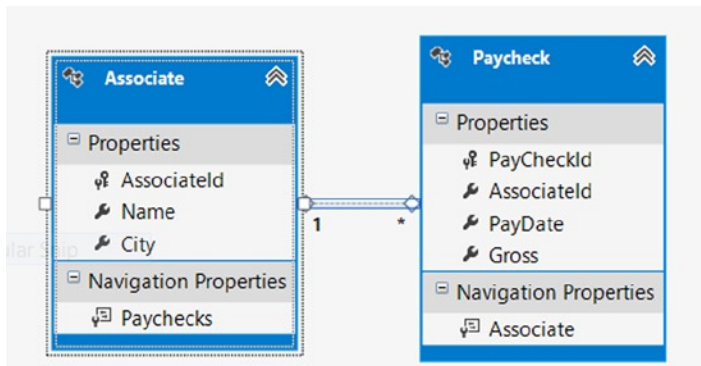 Associate
Properties
AssociateId
Name
City
Navigation Properties
Paychecks
1
*
Paycheck
Properties
PayCheckId
AssociateId
PayDate
Gross
Navigation Properties
Associate